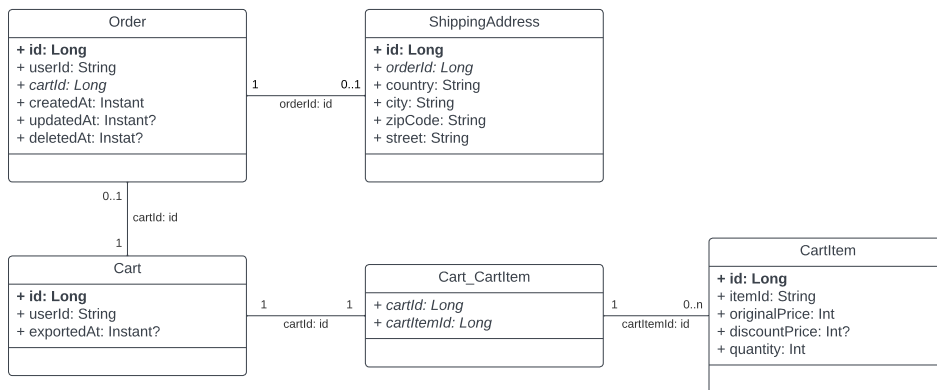 Order
+ id: Long
+ userId: String
+ cartId: Long
+ createdAt: Instant
+ updatedAt: Instant?
+ deletedAt: Instat?
1
0..1
orderId: id
ShippingAddress
+ id: Long
+ orderId: Long
+ country: String
+ city: String
+ zipCode: String
+ street: String
0..1
cartId: id
1
Cart
+ id: Long
+ userId: String
+ exportedAt: Instant?
1
1
cartId: id
Cart_CartItem
+ cartId: Long
+ cartItemId: Long
1
0..n
cartItemId: id
CartItem
+ id: Long
+ itemId: String
+ originalPrice: Int
+ discountPrice: Int?
+ quantity: Int